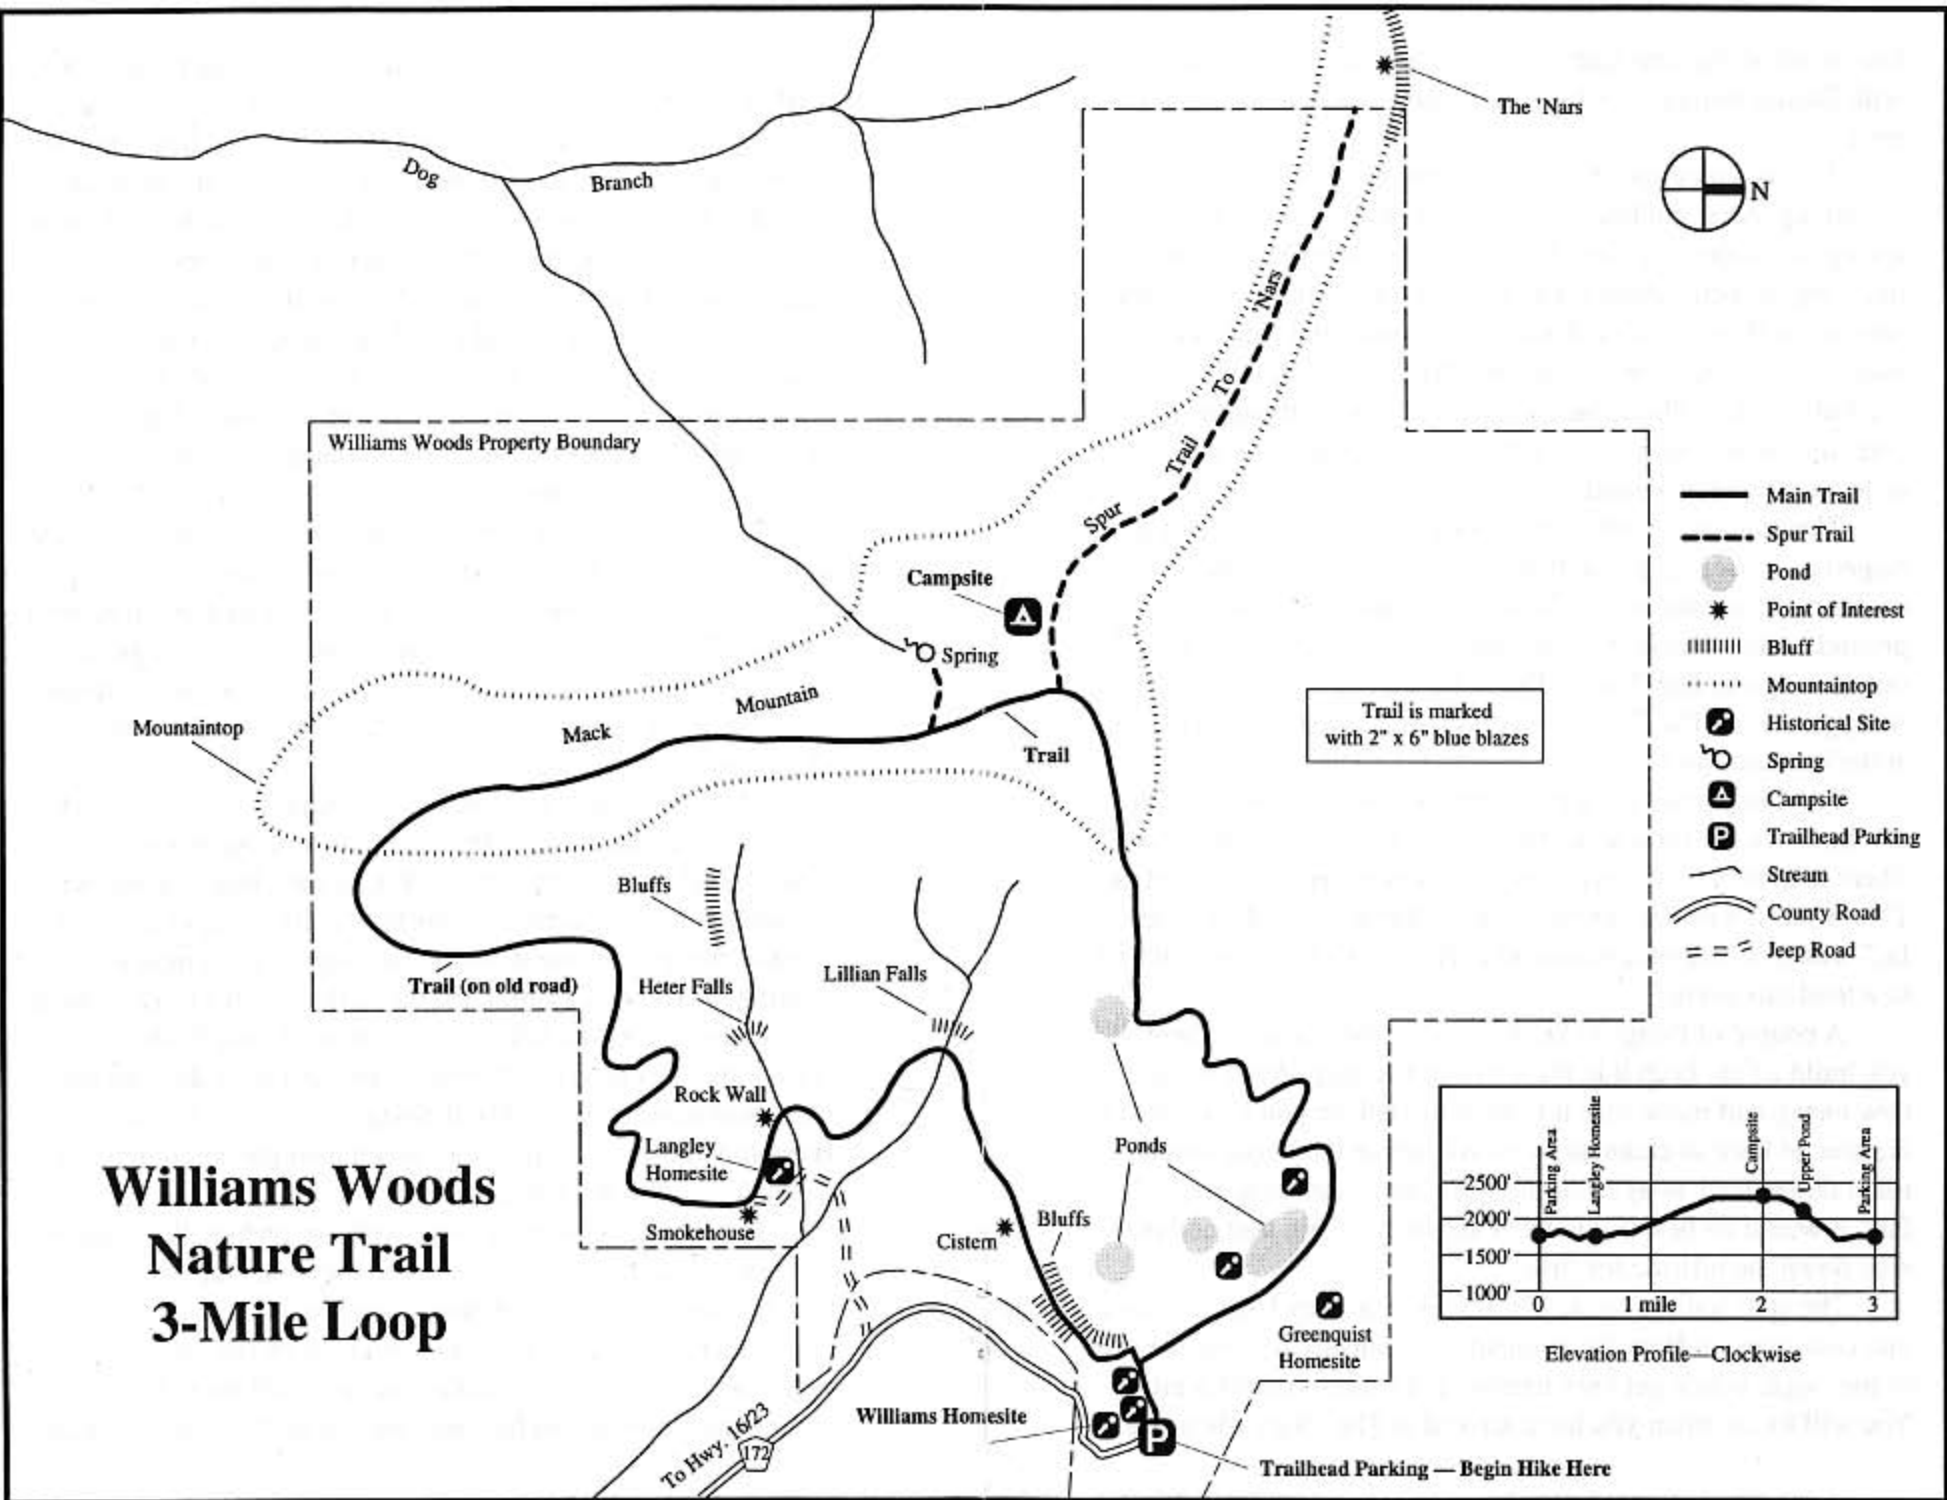 The 'Nars
N
Dog
Branch
Williams Woods Property Boundary
Spur Trail To 'Nars
Campsite
Spring
Mountaintop
Mack Mountain
Trail
Trail is marked
with 2" x 6" blue blazes
Main Trail
Spur Trail
Pond
Point of Interest
Bluff
Mountaintop
Historical Site
Spring
Campsite
P
Trailhead Parking
Stream
County Road
Jeep Road
Bluffs
Trail (on old road)
Heter Falls
Lillian Falls
Rock Wall
Langley
Homesite
Smokehouse
Ponds
Cistern
Bluffs
Greenquist
Homesite
Williams Woods
Nature Trail
3-Mile Loop
Parking Area
Langley Homesite
Campsite
Upper Pond
Parking Area
2500'
2000'
1500'
1000'
0
1 mile
2
3
Elevation Profile—Clockwise
Williams Homesite
To Hwy. 16/23
172
P
Trailhead Parking — Begin Hike Here